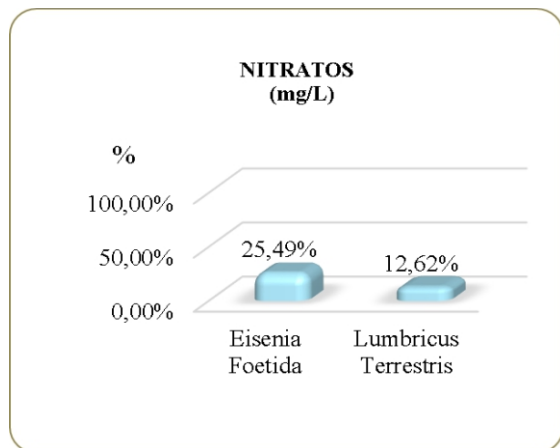 NITRATOS
(mg/L)
%
100,00%
50,00%
0,00%
25,49%
12,62%
Eisenia
Foetida
Lumbricus
Terrestris